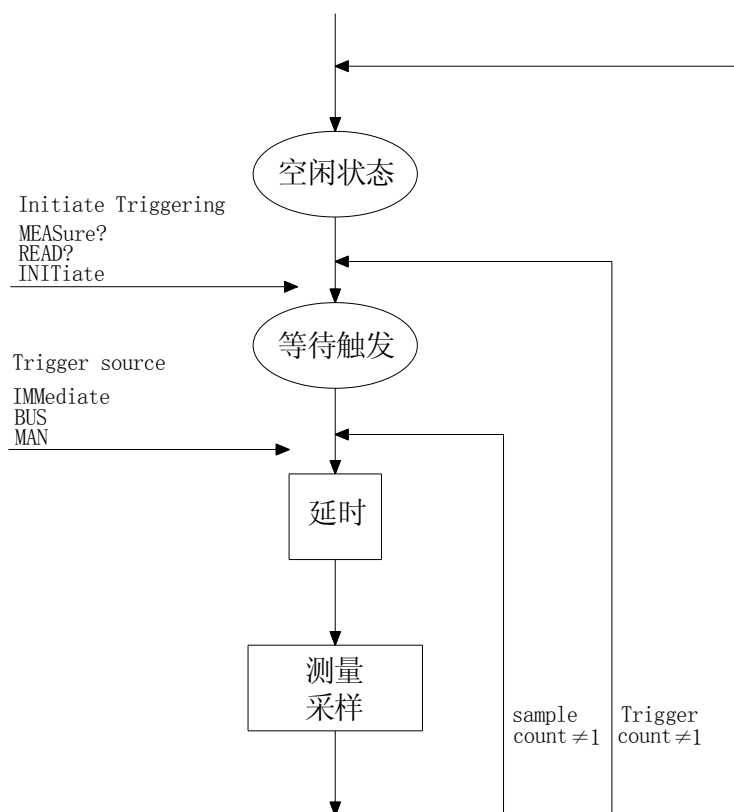 空闲状态
Initiate Triggering
MEASure?
READ?
INITiate
等待触发
Trigger source
IMMediate
BUS
MAN
延时
测量
采样
sample
count≠1
Trigger
count≠1